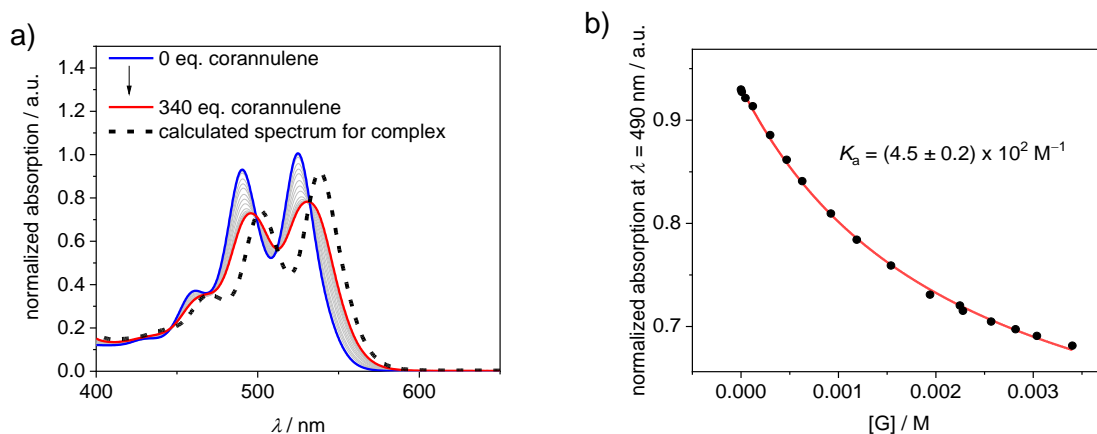 a)
0 eq. corannulene
340 eq. corannulene
calculated spectrum for complex
normalized absorption / a.u.
1.4
1.2
1.0
0.8
0.6
0.4
0.2
0.0
400
500
600
λ / nm
b)
normalized absorption at λ = 490 nm / a.u.
0.9
0.8
0.7
Ka = (4.5 ± 0.2) x 10² M⁻¹
0.000
0.001
0.002
0.003
[G] / M